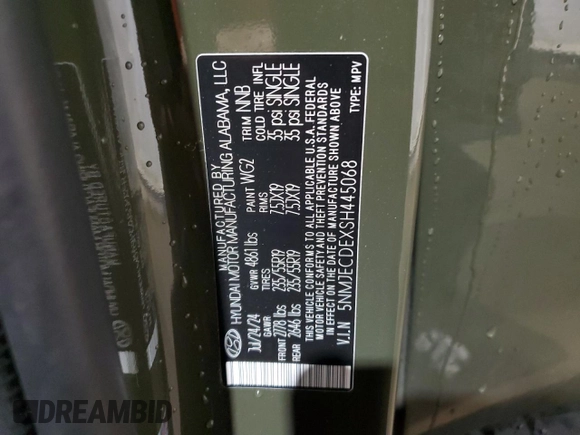 MANUFACTURED BY
HYUNDAI MOTOR MANUFACTURING ALABAMA, LLC
GVWR 4861 lbs PAINT WG2 TRIM NNB
GAWR TIRES RIMS COLD TIRE INFL
FRONT 2778 lbs 235/55R19 7.5JX19 35 psi SINGLE
REAR 2646 lbs 235/55R19 7.5JX19 35 psi SINGLE
THIS VEHICLE CONFORMS TO ALL APPLICABLE U.S.A. FEDERAL
MOTOR VEHICLE SAFETY AND THEFT PREVENTION STANDARDS
IN EFFECT ON THE DATE OF MANUFACTURE SHOWN ABOVE
V.I.N 5NMJECDEXSH445068 TYPE: MPV
DREAMBID